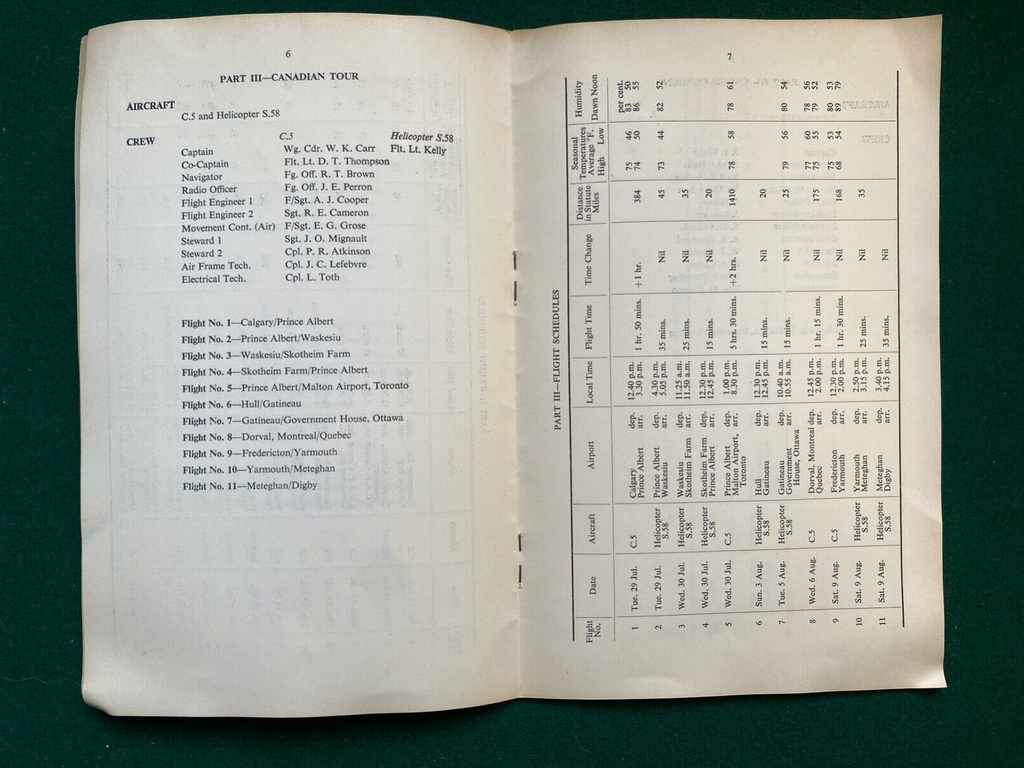 6
PART III—CANADIAN TOUR
AIRCRAFT
C.5 and Helicopter S.58
CREW C.5 Helicopter S.58
Captain Wg. Cdr. W. K. Carr Flt. Lt. Kelly
Co-Captain Flt. Lt. D. T. Thompson
Navigator Fg. Off. R. T. Brown
Radio Officer Fg. Off. J. E. Perron
Flight Engineer 1 F/Sgt. A. J. Cooper
Flight Engineer 2 Sgt. R. E. Cameron
Movement Cont. (Air) F/Sgt. E. G. Grose
Steward 1 Sgt. J. O. Mignault
Steward 2 Cpl. P. R. Atkinson
Air Frame Tech. Cpl. J. C. Lefebvre
Electrical Tech. Cpl. L. Toth
Flight No. 1—Calgary/Prince Albert
Flight No. 2—Prince Albert/Waskesiu
Flight No. 3—Waskesiu/Skotheim Farm
Flight No. 4—Skotheim Farm/Prince Albert
Flight No. 5—Prince Albert/Malton Airport, Toronto
Flight No. 6—Hull/Gatineau
Flight No. 7—Gatineau/Government House, Ottawa
Flight No. 8—Dorval, Montreal/Quebec
Flight No. 9—Fredericton/Yarmouth
Flight No. 10—Yarmouth/Meteghan
Flight No. 11—Meteghan/Digby
7
PART III—FLIGHT SCHEDULES
Flight No. Date Aircraft Airport Local Time Flight Time Time Change Distance in Statute Miles Seasonal Temperatures Average °F. High Low Humidity Dawn Noon
per cent.
1 Tue. 29 Jul. C.5 Calgary dep. 12.40 p.m. 75 46 83 50
Prince Albert arr. 3.30 p.m. 1 hr. 50 mins. +1 hr. 384 74 50 86 55
2 Tue. 29 Jul. Helicopter S.58 Prince Albert dep. 4.30 p.m.
Waskesiu arr. 5.05 p.m. 35 mins. Nil 45 73 44 82 52
3 Wed. 30 Jul. Helicopter S.58 Waskesiu dep. 11.25 a.m.
Skotheim Farm arr. 11.50 a.m. 25 mins. Nil 35
4 Wed. 30 Jul. Helicopter S.58 Skotheim Farm dep. 12.30 p.m.
Prince Albert arr. 12.45 p.m. 15 mins. Nil 20
5 Wed. 30 Jul. C.5 Prince Albert dep. 1.00 p.m.
Malton Airport, Toronto arr. 8.30 p.m. 5 hrs. 30 mins. +2 hrs. 1410 78 58 78 61
6 Sun. 3 Aug. Helicopter S.58 Hull dep. 12.30 p.m.
Gatineau arr. 12.45 p.m. 15 mins. Nil 20
7 Tue. 5 Aug. Helicopter S.58 Gatineau dep. 10.40 a.m.
Government House, Ottawa arr. 10.55 a.m. 15 mins. Nil 25 79 56 80 54
8 Wed. 6 Aug. C.5 Dorval, Montreal dep. 12.45 p.m. 77 60 78 56
Quebec arr. 2.00 p.m. 1 hr. 15 mins. Nil 175 75 55 79 52
9 Sat. 9 Aug. C.5 Fredericton dep. 12.30 p.m. 75 53 80 53
Yarmouth arr. 2.00 p.m. 1 hr. 30 mins. Nil 168 68 54 89 79
10 Sat. 9 Aug. Helicopter S.58 Yarmouth dep. 2.50 p.m.
Meteghan arr. 3.15 p.m. 25 mins. Nil 35
11 Sat. 9 Aug. Helicopter S.58 Meteghan dep. 3.40 p.m.
Digby arr. 4.15 p.m. 35 mins. Nil